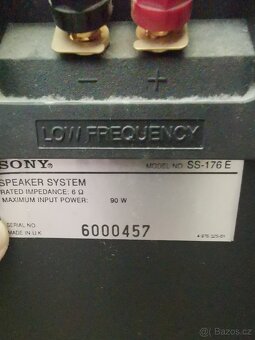 − +
LOW FREQUENCY
SONY MODEL NO. SS-176 E
SPEAKER SYSTEM
RATED IMPEDANCE: 6 Ω
MAXIMUM INPUT POWER: 90 W
SERIAL NO. 6000457
MADE IN U.K.
bazos.cz